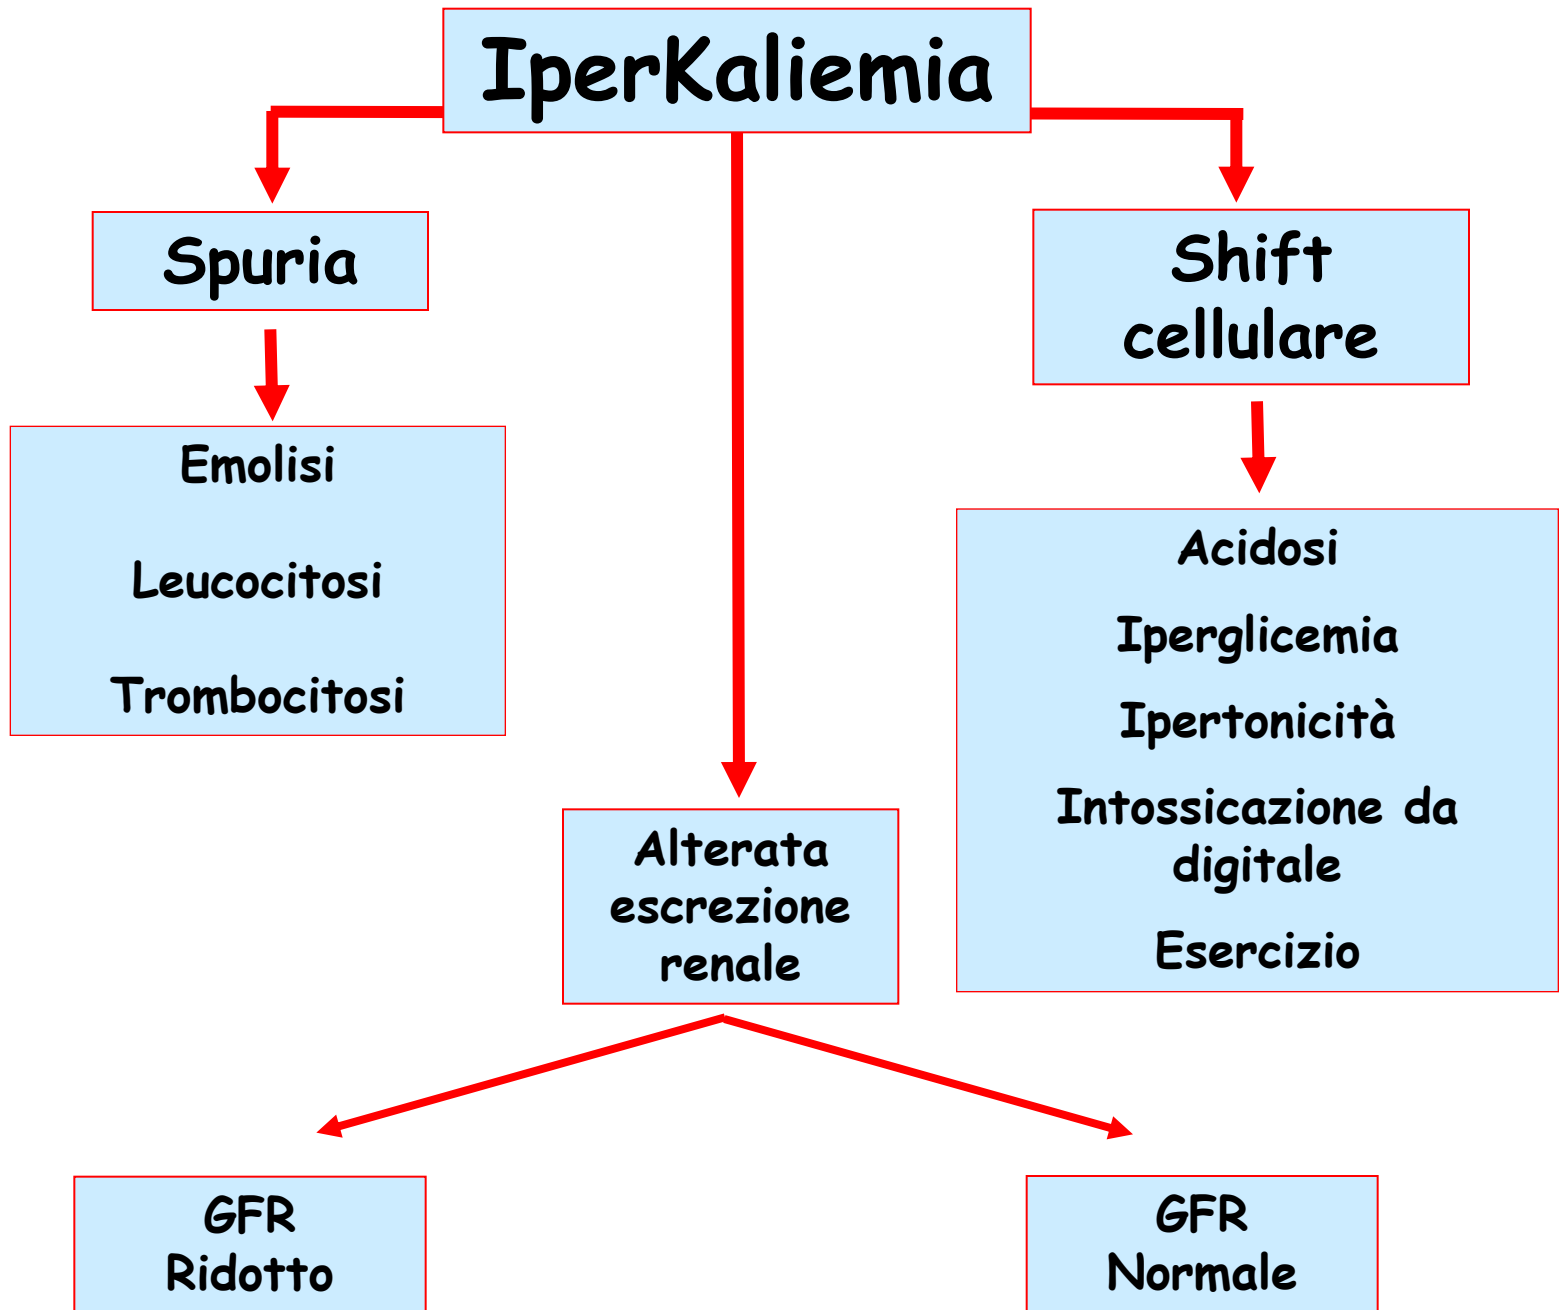 IperKaliemia
Spuria
Shift
cellulare
Emolisi
Leucocitosi
Trombocitosi
Acidosi
Iperglicemia
Ipertonicità
Intossicazione da
digitale
Esercizio
Alterata
escrezione
renale
GFR
Ridotto
GFR
Normale